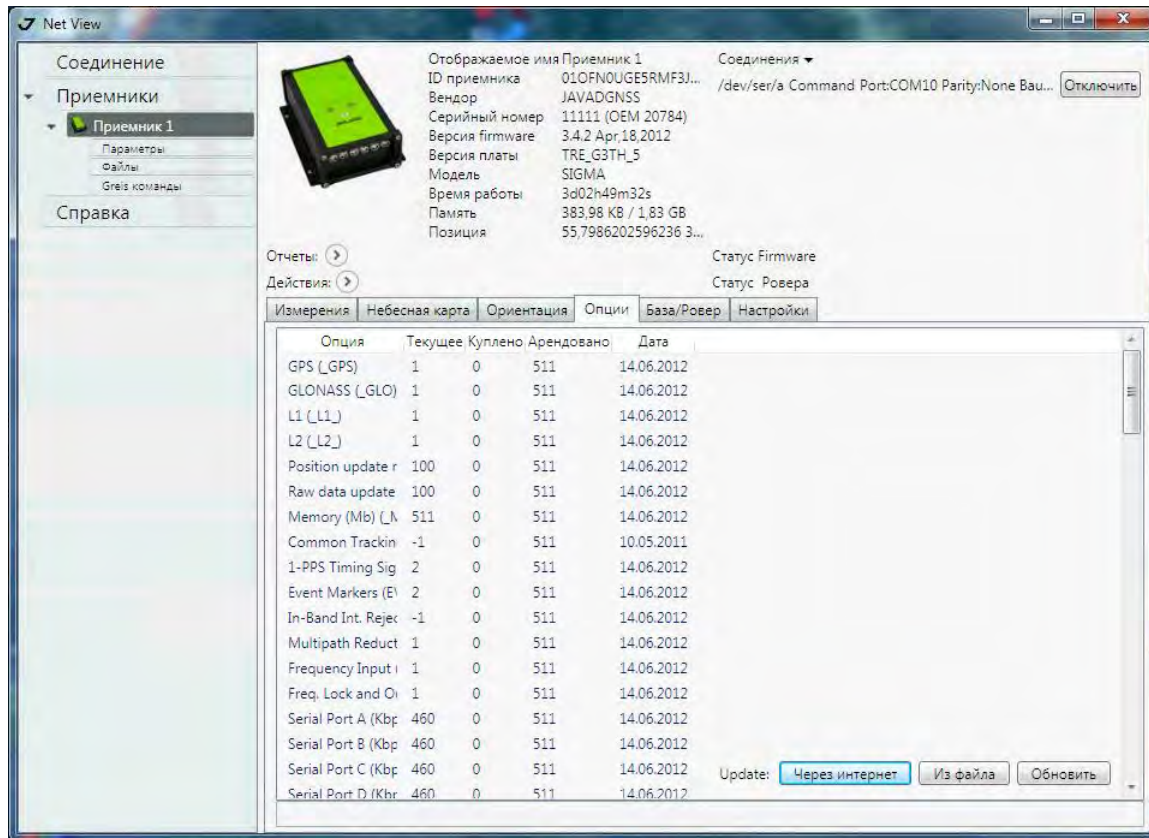 Net View
Соединение
Приемники
Приемник 1
Параметры
Файлы
Greis команды
Справка
Отображаемое имя Приемник 1
ID приемника 01OFN0UGE5RMF3J...
Вендор JAVADGNSS
Серийный номер 11111 (OEM 20784)
Версия firmware 3.4.2 Apr,18,2012
Версия платы TRE_G3TH_5
Модель SIGMA
Время работы 3d02h49m32s
Память 383,98 KB / 1,83 GB
Позиция 55,7986202596236 3...
Соединения
/dev/ser/a Command Port:COM10 Parity:None Bau... Отключить
Отчеты: Статус Firmware
Действия: Статус Ровера
Измерения Небесная карта Ориентация Опции База/Ровер Настройки
Опция Текущее Куплено Арендовано Дата
GPS (_GPS) 1 0 511 14.06.2012
GLONASS (_GLO) 1 0 511 14.06.2012
L1 (_L1_) 1 0 511 14.06.2012
L2 (_L2_) 1 0 511 14.06.2012
Position update r 100 0 511 14.06.2012
Raw data update 100 0 511 14.06.2012
Memory (Mb) (_M 511 0 511 14.06.2012
Common Trackin -1 0 511 10.05.2011
1-PPS Timing Sig 2 0 511 14.06.2012
Event Markers (EV 2 0 511 14.06.2012
In-Band Int. Rejec -1 0 511 14.06.2012
Multipath Reduct 1 0 511 14.06.2012
Frequency Input 1 0 511 14.06.2012
Freq. Lock and Ou 1 0 511 14.06.2012
Serial Port A (Kbp 460 0 511 14.06.2012
Serial Port B (Kbp 460 0 511 14.06.2012
Serial Port C (Kbp 460 0 511 14.06.2012
Serial Port D (Kbp 460 0 511 14.06.2012
Update: Через интернет Из файла Обновить